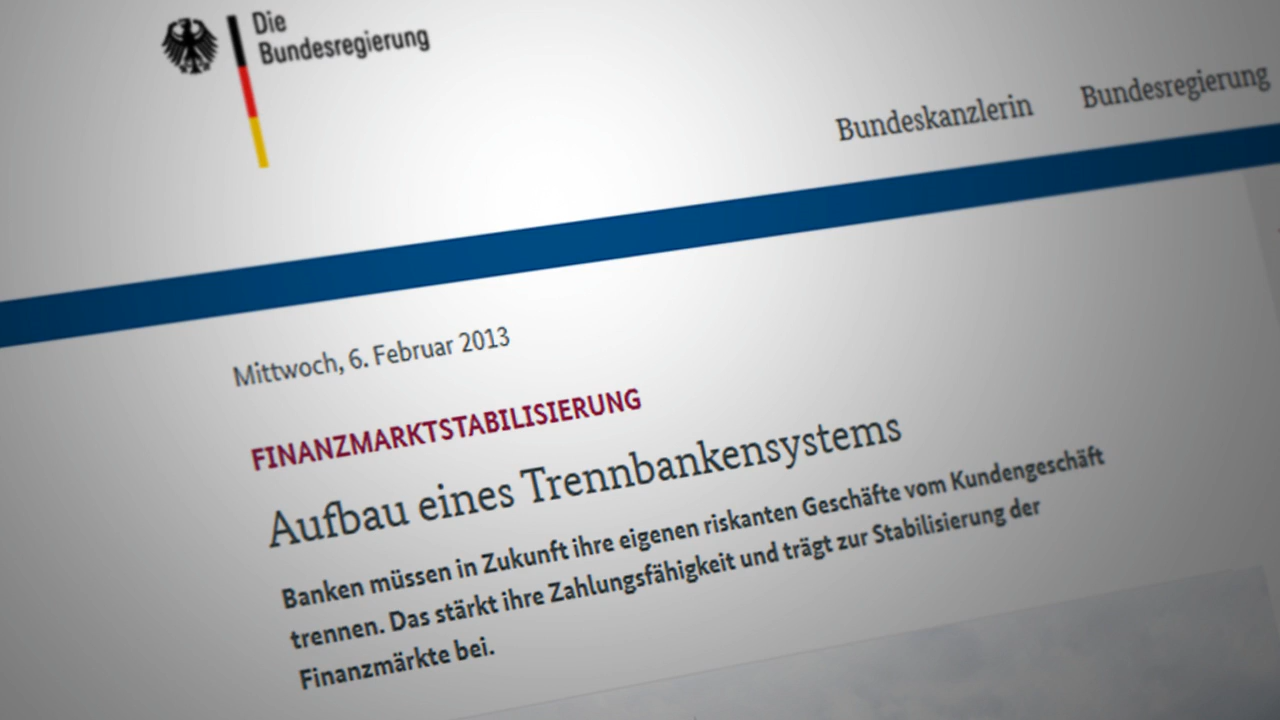 Die
Bundesregierung
Bundeskanzlerin
Bundesregierung
Mittwoch, 6. Februar 2013
FINANZMARKTSTABILISIERUNG
Aufbau eines Trennbankensystems
Banken müssen in Zukunft ihre eigenen riskanten Geschäfte vom Kundengeschäft
trennen. Das stärkt ihre Zahlungsfähigkeit und trägt zur Stabilisierung der
Finanzmärkte bei.